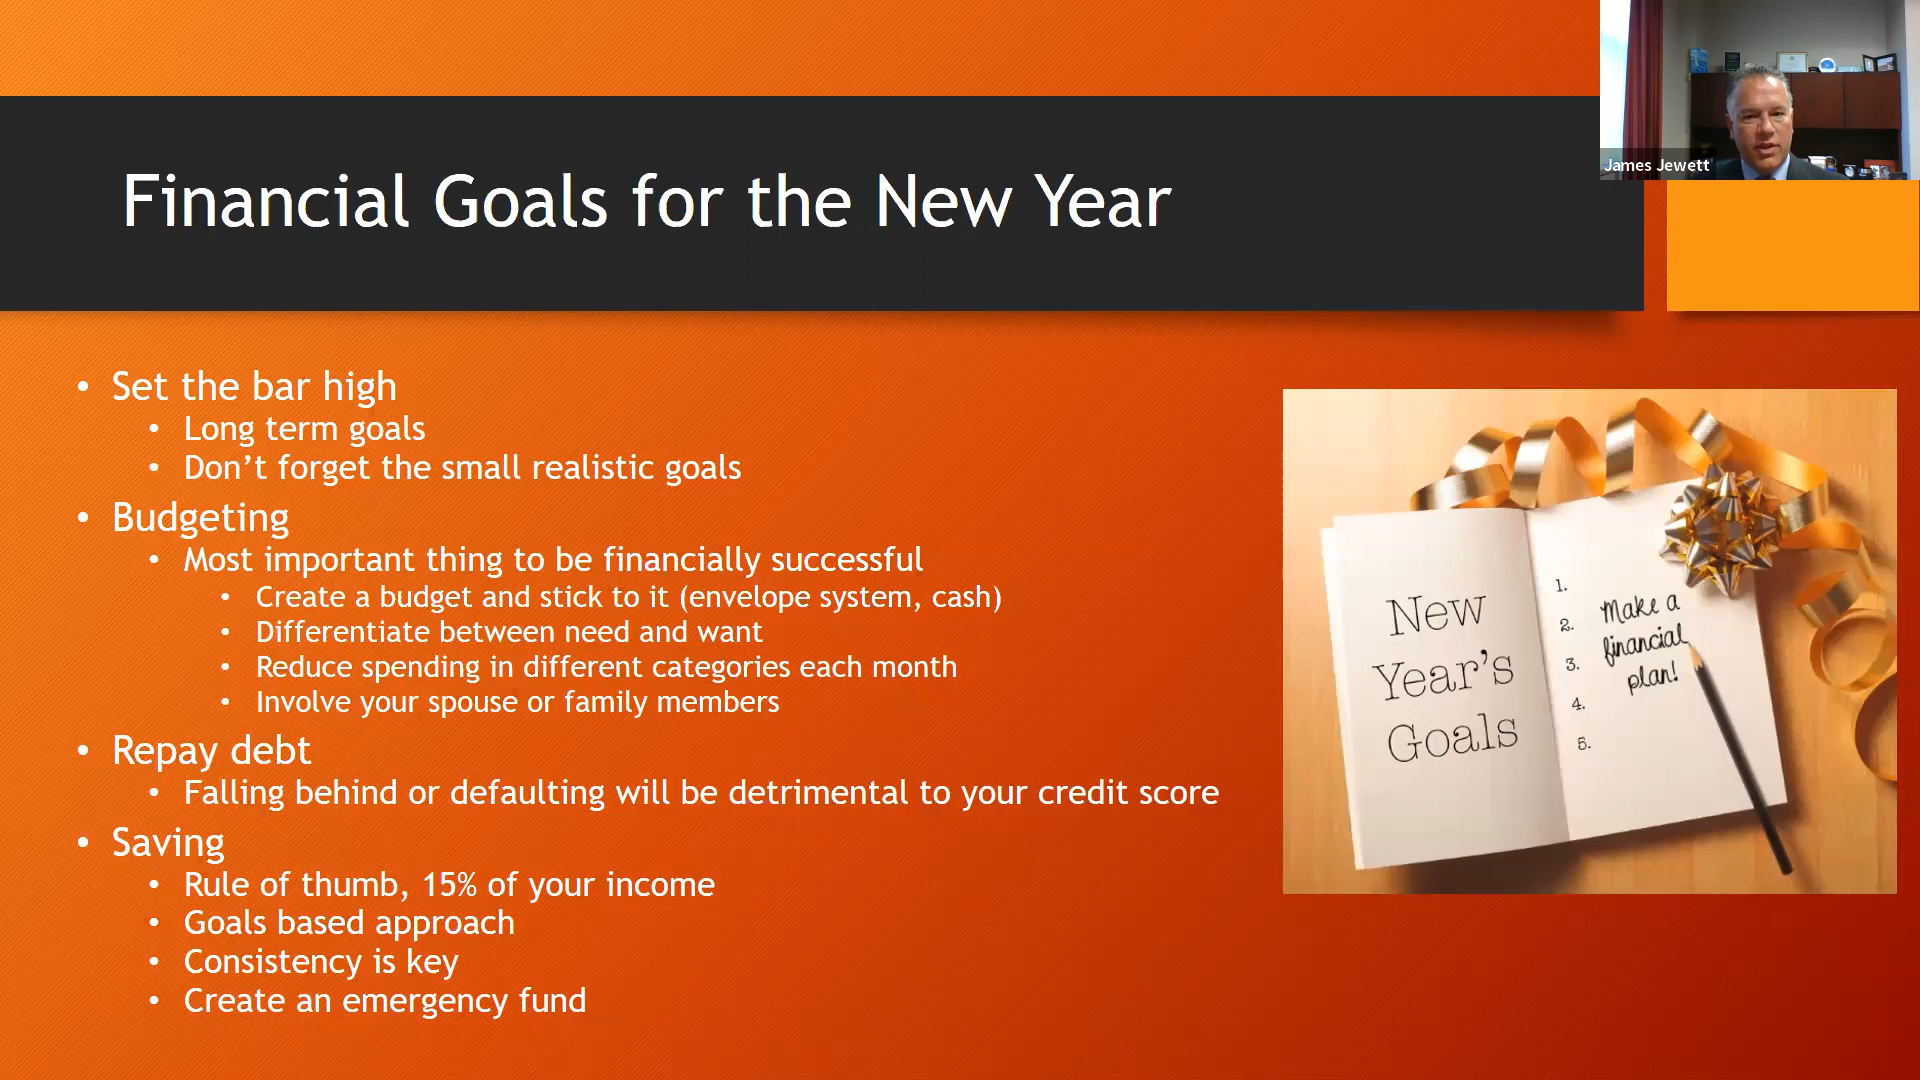 James Jewett
Financial Goals for the New Year
• Set the bar high
• Long term goals
• Don’t forget the small realistic goals
• Budgeting
• Most important thing to be financially successful
• Create a budget and stick to it (envelope system, cash)
• Differentiate between need and want
• Reduce spending in different categories each month
• Involve your spouse or family members
• Repay debt
• Falling behind or defaulting will be detrimental to your credit score
• Saving
• Rule of thumb, 15% of your income
• Goals based approach
• Consistency is key
• Create an emergency fund
New
Year’s
Goals
1.
2.
3.
4.
5.
Make a
financial
plan!